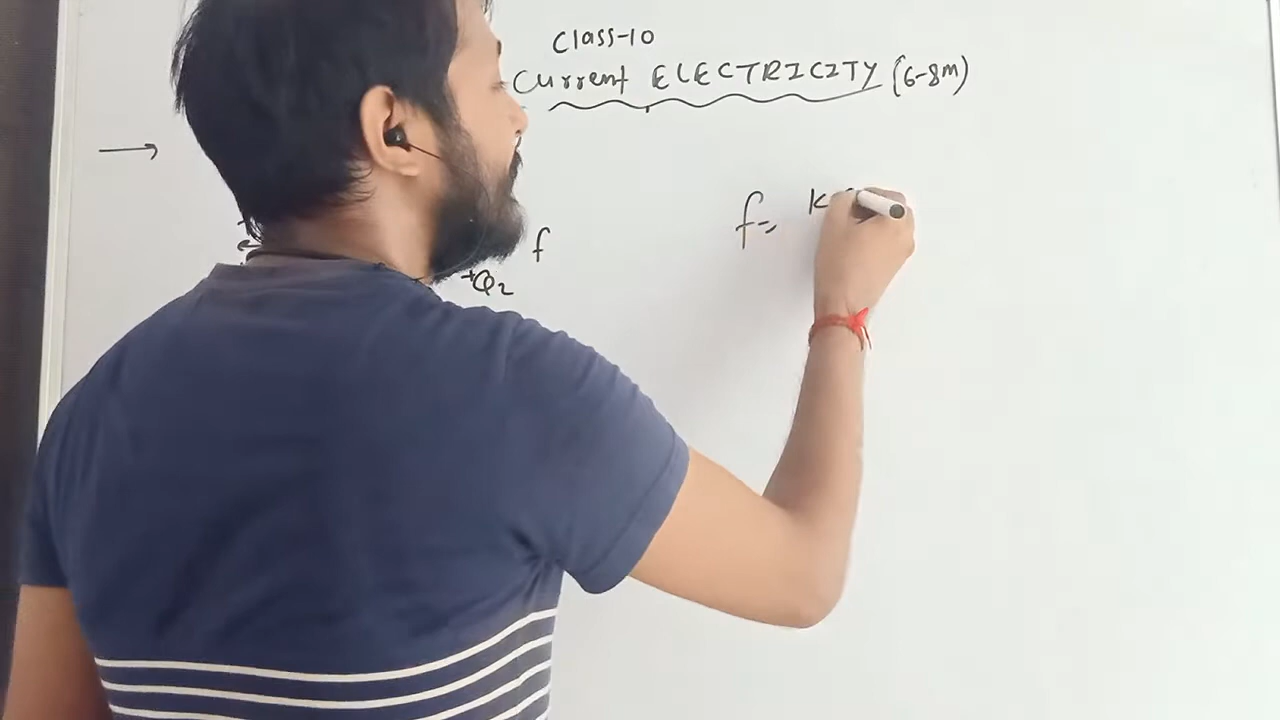 Class-10
Current ELECTRICITY (6-8m)
→
f
f= K
+Q2